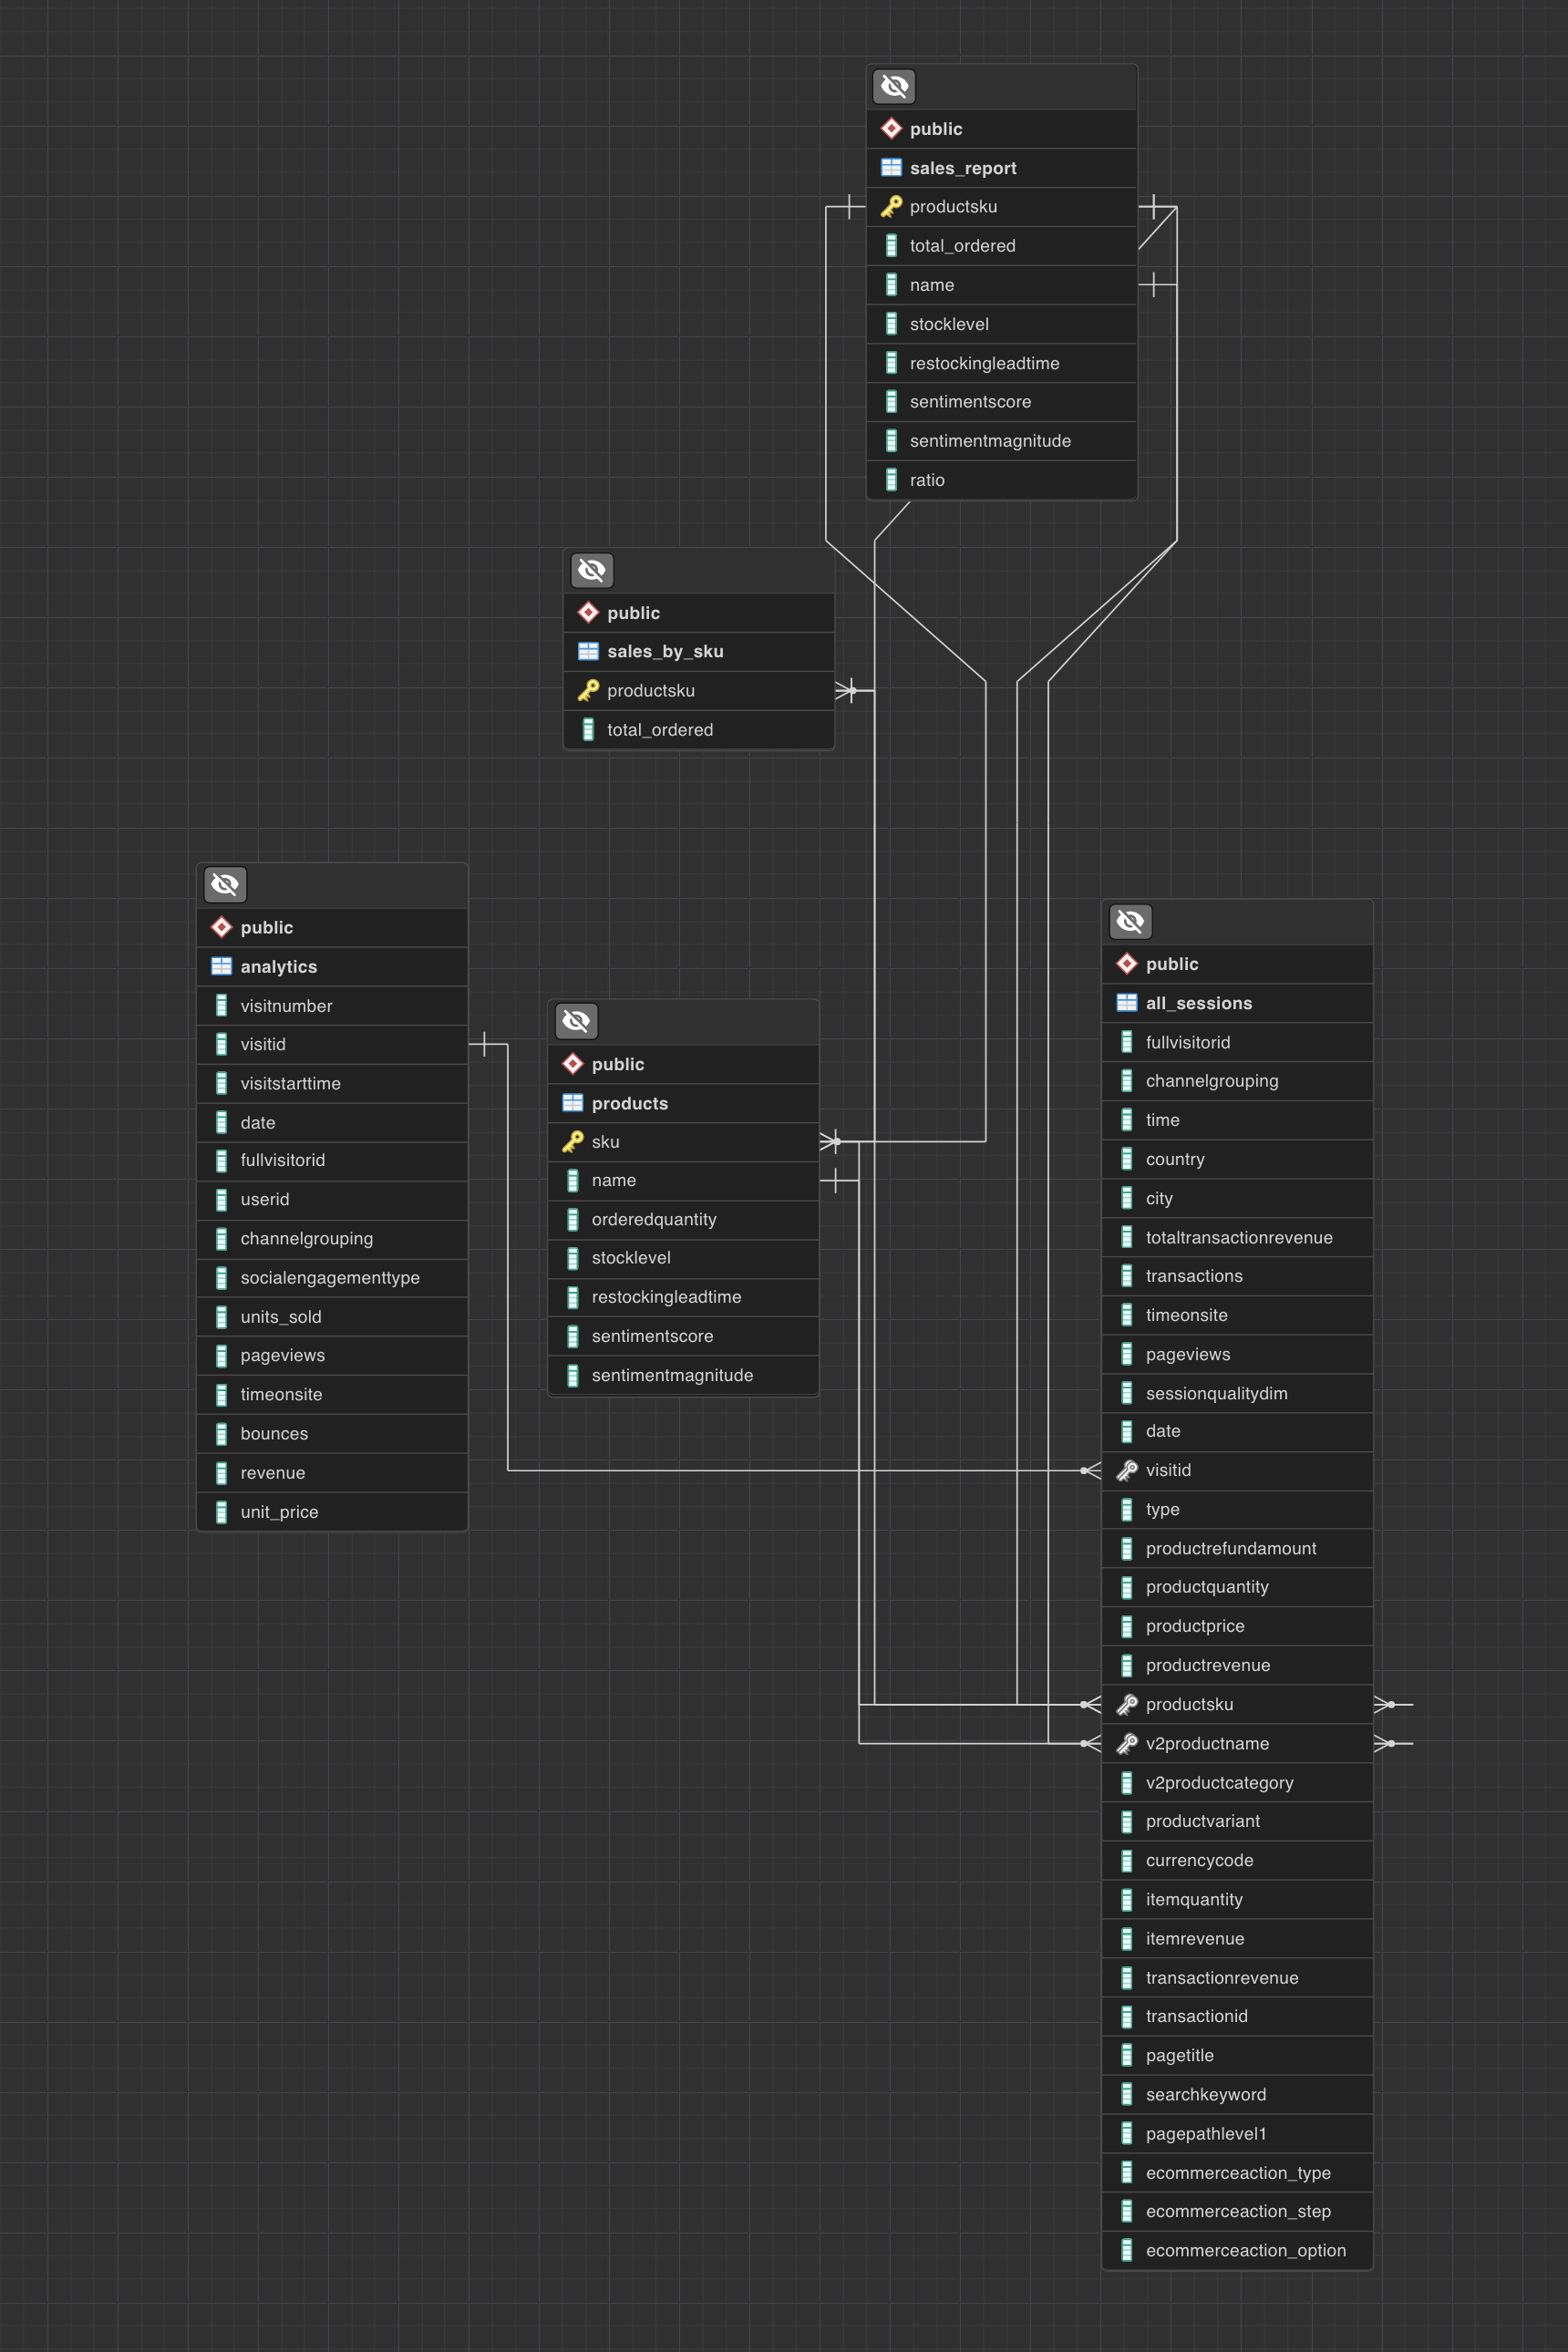 public
sales_report
productsku
total_ordered
name
stocklevel
restockingleadtime
sentimentscore
sentimentmagnitude
ratio
public
sales_by_sku
productsku
total_ordered
public
analytics
visitnumber
visitid
visitstarttime
date
fullvisitorid
userid
channelgrouping
socialengagementtype
units_sold
pageviews
timeonsite
bounces
revenue
unit_price
public
products
sku
name
orderedquantity
stocklevel
restockingleadtime
sentimentscore
sentimentmagnitude
public
all_sessions
fullvisitorid
channelgrouping
time
country
city
totaltransactionrevenue
transactions
timeonsite
pageviews
sessionqualitydim
date
visitid
type
productrefundamount
productquantity
productprice
productrevenue
productsku
v2productname
v2productcategory
productvariant
currencycode
itemquantity
itemrevenue
transactionrevenue
transactionid
pagetitle
searchkeyword
pagepathlevel1
ecommerceaction_type
ecommerceaction_step
ecommerceaction_option